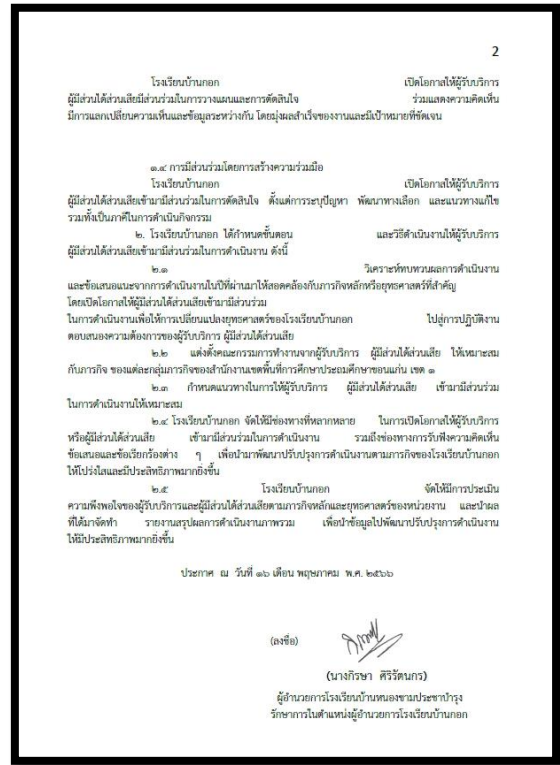 2
โรงเรียนบ้านกอก เปิดโอกาสให้ผู้รับบริการ
ผู้มีส่วนได้ส่วนเสียมีส่วนร่วมในการวางแผนและการตัดสินใจ ร่วมแสดงความคิดเห็น
มีการแลกเปลี่ยนความเห็นและข้อมูลระหว่างกัน โดยมุ่งผลสำเร็จของงานและมีเป้าหมายที่ชัดเจน
๑.๔ การมีส่วนร่วมโดยการสร้างความร่วมมือ
โรงเรียนบ้านกอก เปิดโอกาสให้ผู้รับบริการ
ผู้มีส่วนได้ส่วนเสียเข้ามามีส่วนร่วมในการตัดสินใจ ตั้งแต่การระบุปัญหา พัฒนาทางเลือก และแนวทางแก้ไข
รวมทั้งเป็นภาคีในการดำเนินกิจกรรม
๒. โรงเรียนบ้านกอก ได้กำหนดขั้นตอน และวิธีดำเนินงานให้ผู้รับบริการ
ผู้มีส่วนได้ส่วนเสียเข้ามามีส่วนร่วมในการดำเนินงาน ดังนี้
๒.๑ วิเคราะห์ทบทวนผลการดำเนินงาน
และข้อเสนอแนะจากการดำเนินงานในปีที่ผ่านมาให้สอดคล้องกับภารกิจหลักหรือยุทธศาสตร์ที่สำคัญ
โดยเปิดโอกาสให้ผู้มีส่วนได้ส่วนเสียเข้ามามีส่วนร่วม
ในการดำเนินงานเพื่อให้การเปลี่ยนแปลงยุทธศาสตร์ของโรงเรียนบ้านกอก ไปสู่การปฏิบัติงาน
ตอบสนองความต้องการของผู้รับบริการ ผู้มีส่วนได้ส่วนเสีย
๒.๒ แต่งตั้งคณะกรรมการทำงานจากผู้รับบริการ ผู้มีส่วนได้ส่วนเสีย ให้เหมาะสม
กับภารกิจ ของแต่ละกลุ่มภารกิจของสำนักงานเขตพื้นที่การศึกษาประถมศึกษาขอนแก่น เขต ๑
๒.๓ กำหนดแนวทางในการให้ผู้รับบริการ ผู้มีส่วนได้ส่วนเสีย เข้ามามีส่วนร่วม
ในการดำเนินงานให้เหมาะสม
๒.๔ โรงเรียนบ้านกอก จัดให้มีช่องทางที่หลากหลาย ในการเปิดโอกาสให้ผู้รับบริการ
หรือผู้มีส่วนได้ส่วนเสีย เข้ามามีส่วนร่วมในการดำเนินงาน รวมถึงช่องทางการรับฟังความคิดเห็น
ข้อเสนอและข้อเรียกร้องต่าง ๆ เพื่อนำมาพัฒนาปรับปรุงการดำเนินงานตามภารกิจของโรงเรียนบ้านกอก
ให้โปร่งใสและมีประสิทธิภาพมากยิ่งขึ้น
๒.๕ โรงเรียนบ้านกอก จัดให้มีการประเมิน
ความพึงพอใจของผู้รับบริการและผู้มีส่วนได้ส่วนเสียตามภารกิจหลักและยุทธศาสตร์ของหน่วยงาน และนำผล
ที่ได้มาจัดทำ รายงานสรุปผลการดำเนินงานภาพรวม เพื่อนำข้อมูลไปพัฒนาปรับปรุงการดำเนินงาน
ให้มีประสิทธิภาพมากยิ่งขึ้น
ประกาศ ณ วันที่ ๑๖ เดือน พฤษภาคม พ.ศ. ๒๕๖๖
(ลงชื่อ)
(นางภิรษา ศิริรัตนกร)
ผู้อำนวยการโรงเรียนบ้านหนองขามประชาบำรุง
รักษาการในตำแหน่งผู้อำนวยการโรงเรียนบ้านกอก